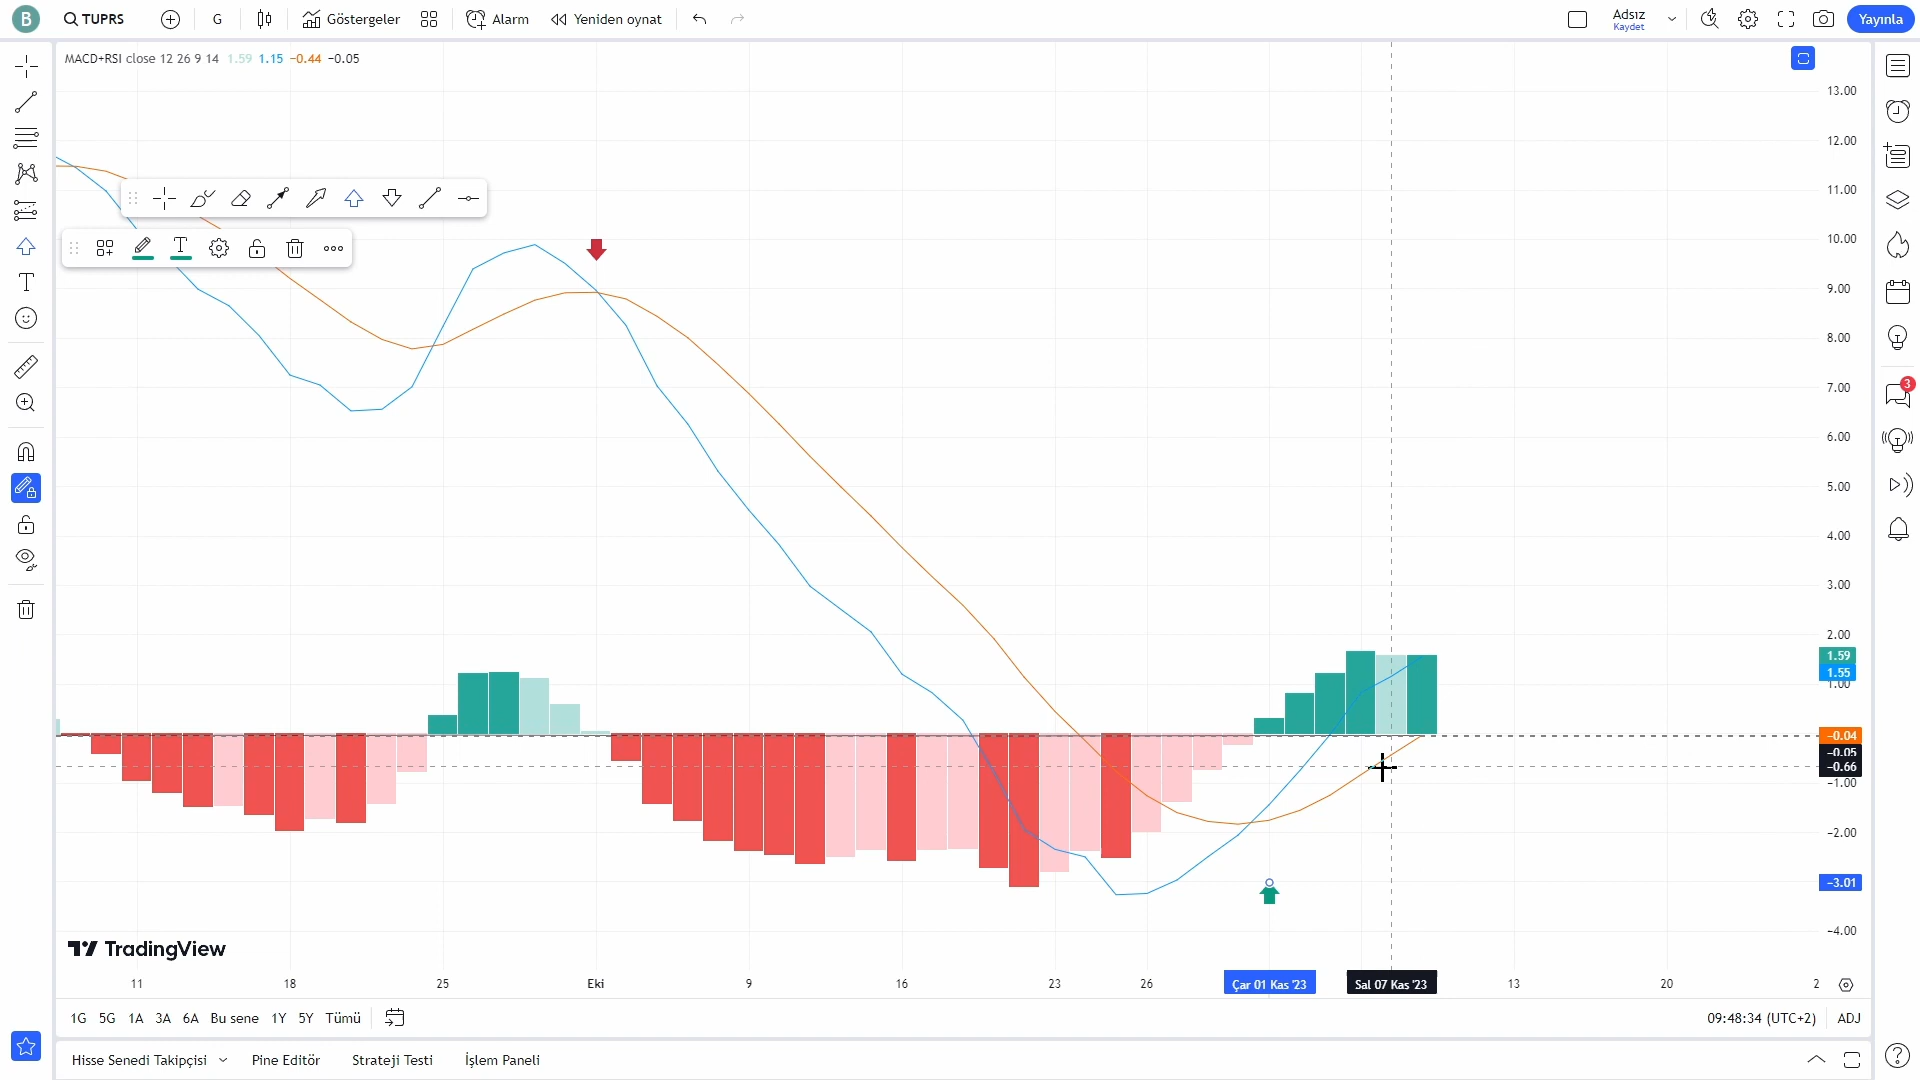 B
TUPRS
G
Göstergeler
Alarm
Yeniden oynat
Adsız
Kaydet
Yayınla
MACD+RSI close 12 26 9 14 1.59 1.15 −0.44 −0.05
13.00
12.00
11.00
10.00
9.00
8.00
7.00
6.00
5.00
4.00
3.00
2.00
1.59
1.55
1.00
−0.04
−0.05
−0.66
−1.00
−2.00
−3.01
−4.00
3
T
T
TradingView
11
18
25
Eki
9
16
23
26
Çar 01 Kas '23
Sal 07 Kas '23
13
20
2
1G 5G 1A 3A 6A Bu sene 1Y 5Y Tümü
09:48:34 (UTC+2) ADJ
Hisse Senedi Takipçisi Pine Editör Strateji Testi İşlem Paneli